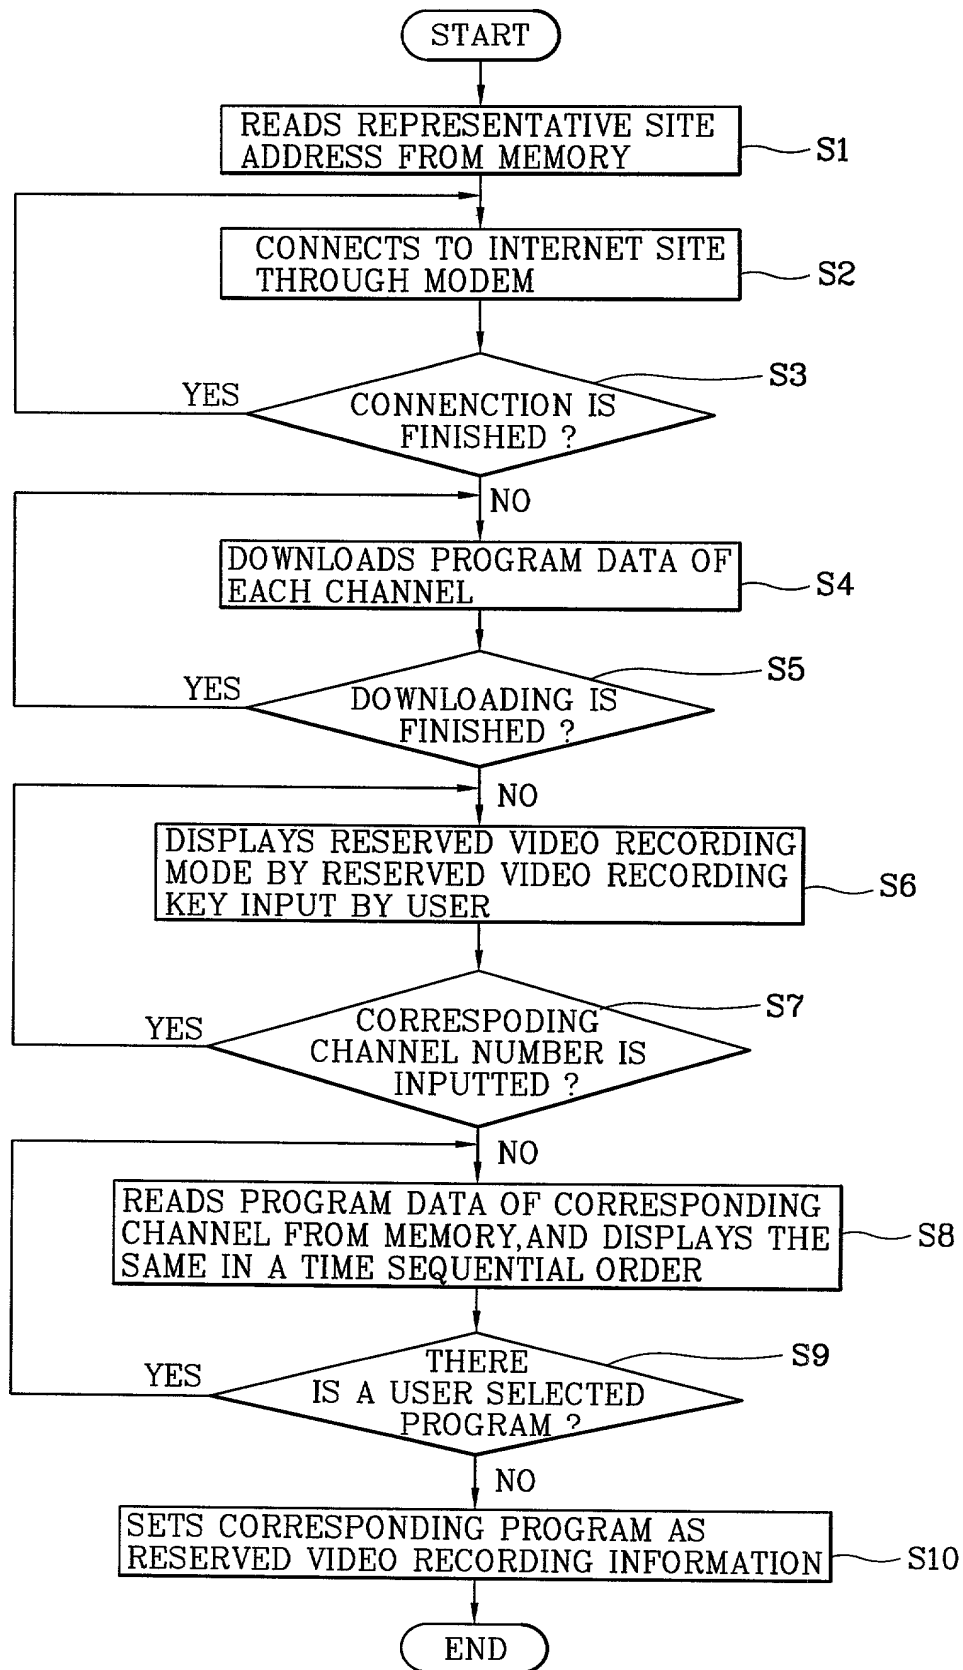 START
READS REPRESENTATIVE SITE
ADDRESS FROM MEMORY
S1
CONNECTS TO INTERNET SITE
THROUGH MODEM
S2
S3
YES
CONNENCTION IS
FINISHED ?
NO
DOWNLOADS PROGRAM DATA OF
EACH CHANNEL
S4
S5
YES
DOWNLOADING IS
FINISHED ?
NO
DISPLAYS RESERVED VIDEO RECORDING
MODE BY RESERVED VIDEO RECORDING
KEY INPUT BY USER
S6
S7
YES
CORRESPODING
CHANNEL NUMBER IS
INPUTTED ?
NO
READS PROGRAM DATA OF CORRESPONDING
CHANNEL FROM MEMORY,AND DISPLAYS THE
SAME IN A TIME SEQUENTIAL ORDER
S8
S9
YES
THERE
IS A USER SELECTED
PROGRAM ?
NO
SETS CORRESPONDING PROGRAM AS
RESERVED VIDEO RECORDING INFORMATION
S10
END